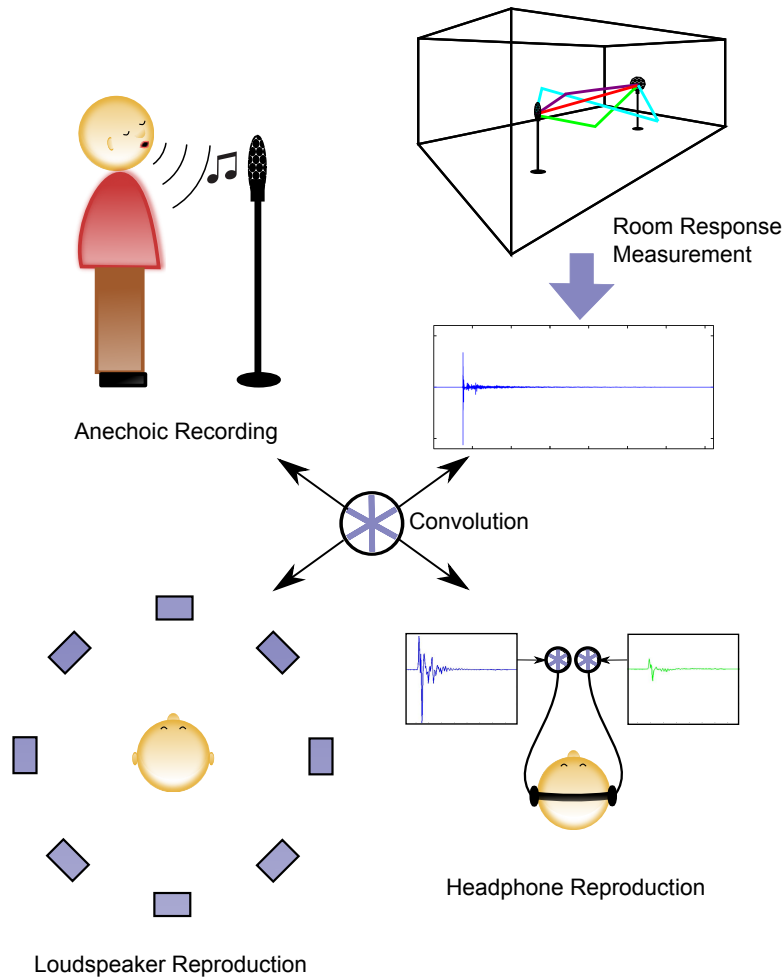 Room Response
Measurement
Anechoic Recording
Convolution
Headphone Reproduction
Loudspeaker Reproduction